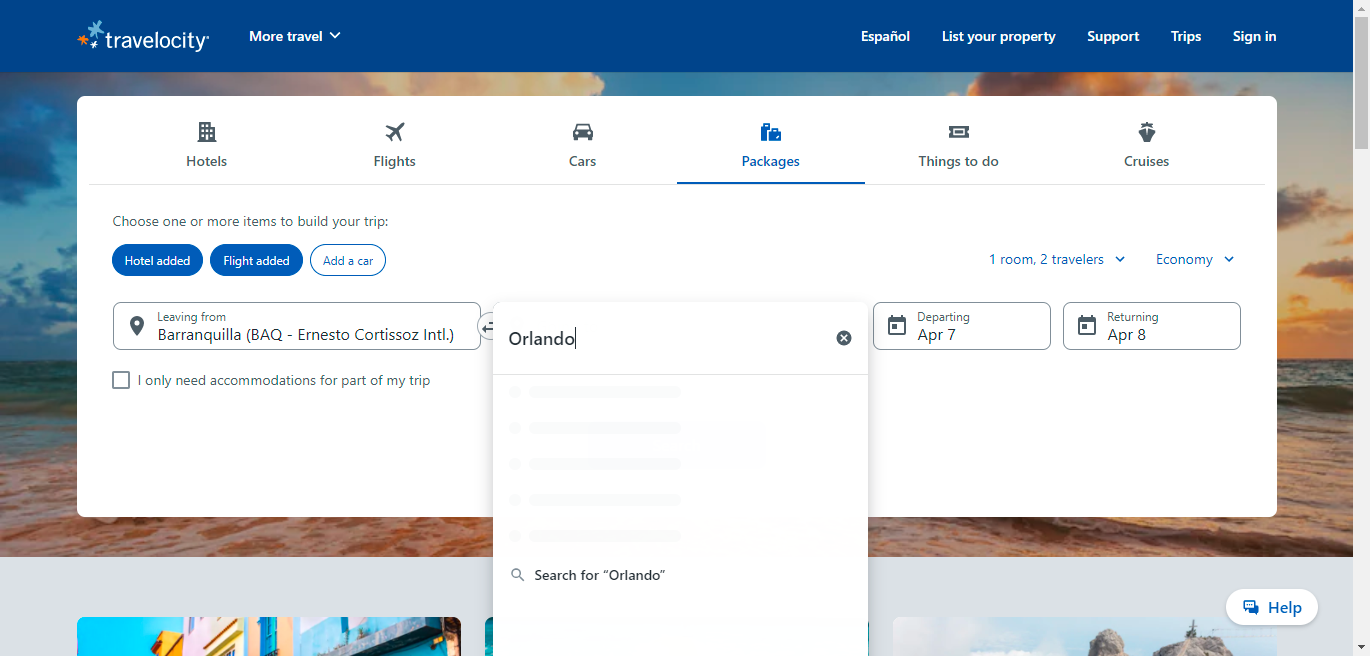 travelocity
More travel
Español
List your property
Support
Trips
Sign in
Hotels
Flights
Cars
Packages
Things to do
Cruises
Choose one or more items to build your trip:
Hotel added
Flight added
Add a car
1 room, 2 travelers
Economy
Leaving from
Barranquilla (BAQ - Ernesto Cortissoz Intl.)
Orlando
Departing
Apr 7
Returning
Apr 8
I only need accommodations for part of my trip
Search for “Orlando”
Help